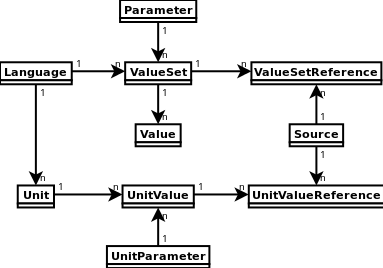 Parameter
1
n
Language
1
n
ValueSet
1
n
ValueSetReference
1
1
n
n
Value
Source
1
1
n
n
Unit
1
n
UnitValue
1
n
UnitValueReference
n
1
UnitParameter